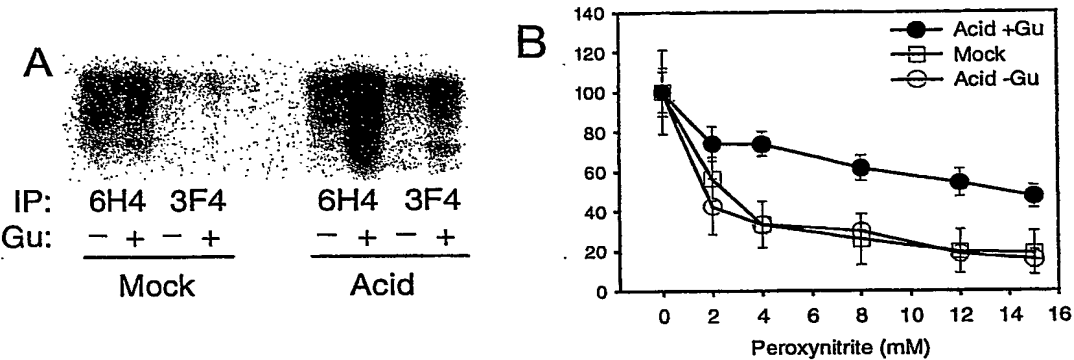 A
IP: 6H4 3F4 6H4 3F4
Gu: − + − + − + − +
Mock Acid
B
140
120
100
80
60
40
20
0
Acid +Gu
Mock
Acid -Gu
0 2 4 6 8 10 12 14 16
Peroxynitrite (mM)